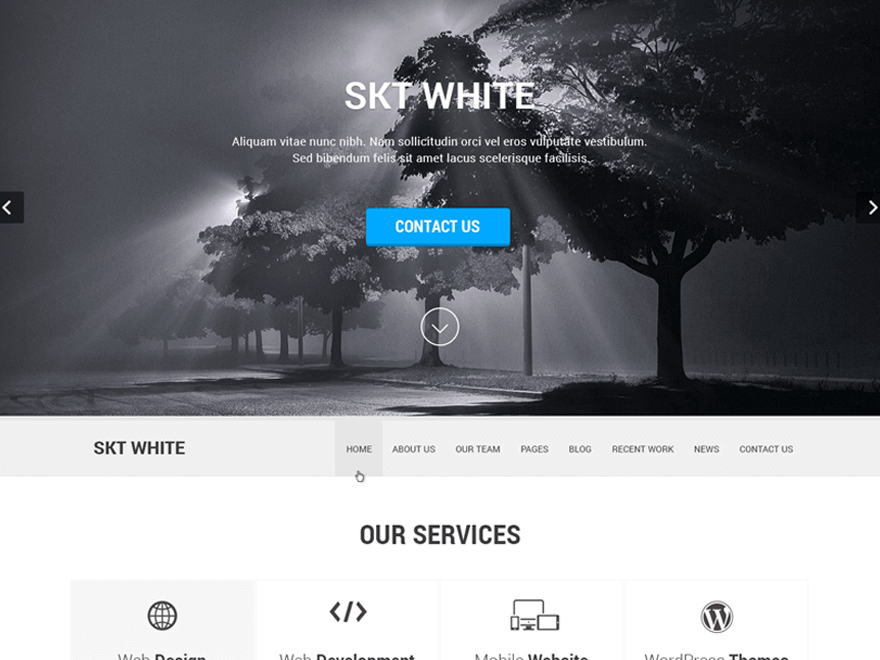 SKT WHITE
Aliquam vitae nunc nibh. Nam sollicitudin orci vel eros vulputate vestibulum.
Sed bibendum felis sit amet lacus scelerisque facilisis.
CONTACT US
SKT WHITE
HOME ABOUT US OUR TEAM PAGES BLOG RECENT WORK NEWS CONTACT US
OUR SERVICES
Web Design Web Development Mobile Website WordPress Themes